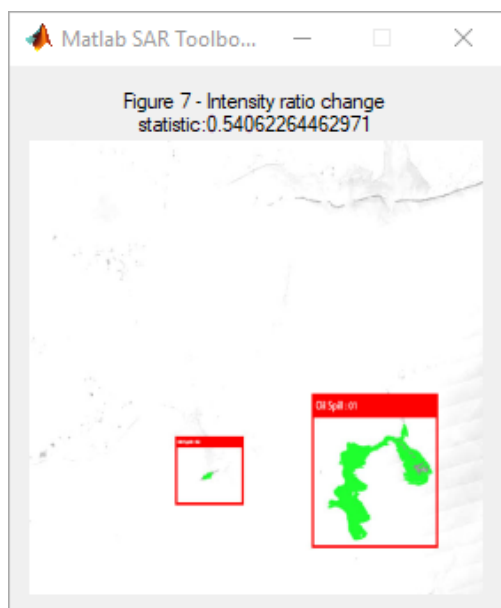 Matlab SAR Toolbo...
Figure 7 - Intensity ratio change
statistic:0.54062264462971
Oil Spill : 01